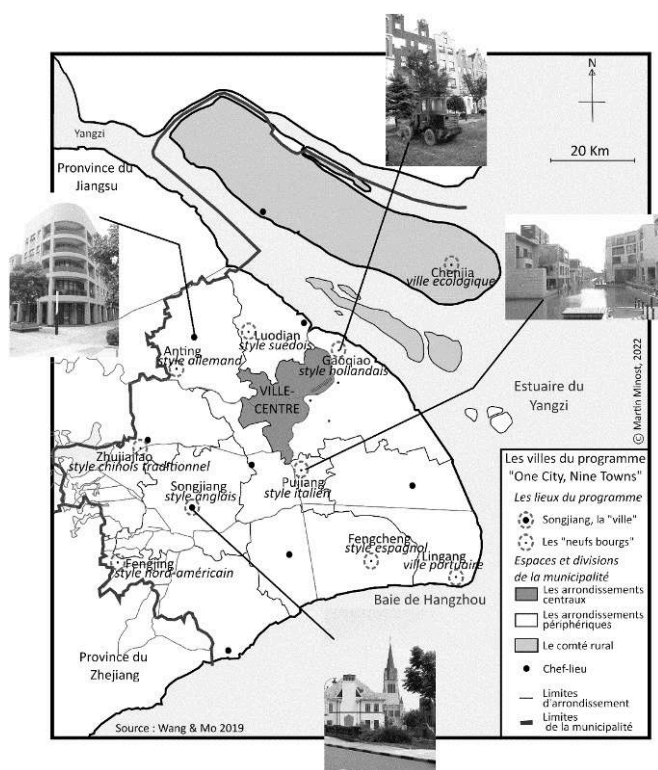 N
20 Km
Yangzi
Pronvince du
Jiangsu
Chenjia
ville écologique
Luodian
style suédois
Gaoqiao
style hollandais
Anting
style allemand
VILLE-
CENTRE
Estuaire du
Yangzi
© Martin Minost, 2022
Zhujiajiao
style chinois traditionnel
Songjiang
style anglais
Pujiang
style italien
Fengcheng
style espagnol
Lingang
ville portuaire
Fengjing
style nord-américain
Baie de Hangzhou
Province du
Zhejiang
Source : Wang & Mo 2019
Les villes du programme
"One City, Nine Towns"
Les lieux du programme
Songjiang, la "ville"
Les "neufs bourgs"
Espaces et divisions
de la municipalité
Les arrondissements
centraux
Les arrondissements
périphériques
Le comté rural
Chef-lieu
Limites
d'arrondissement
Limites
de la municipalité